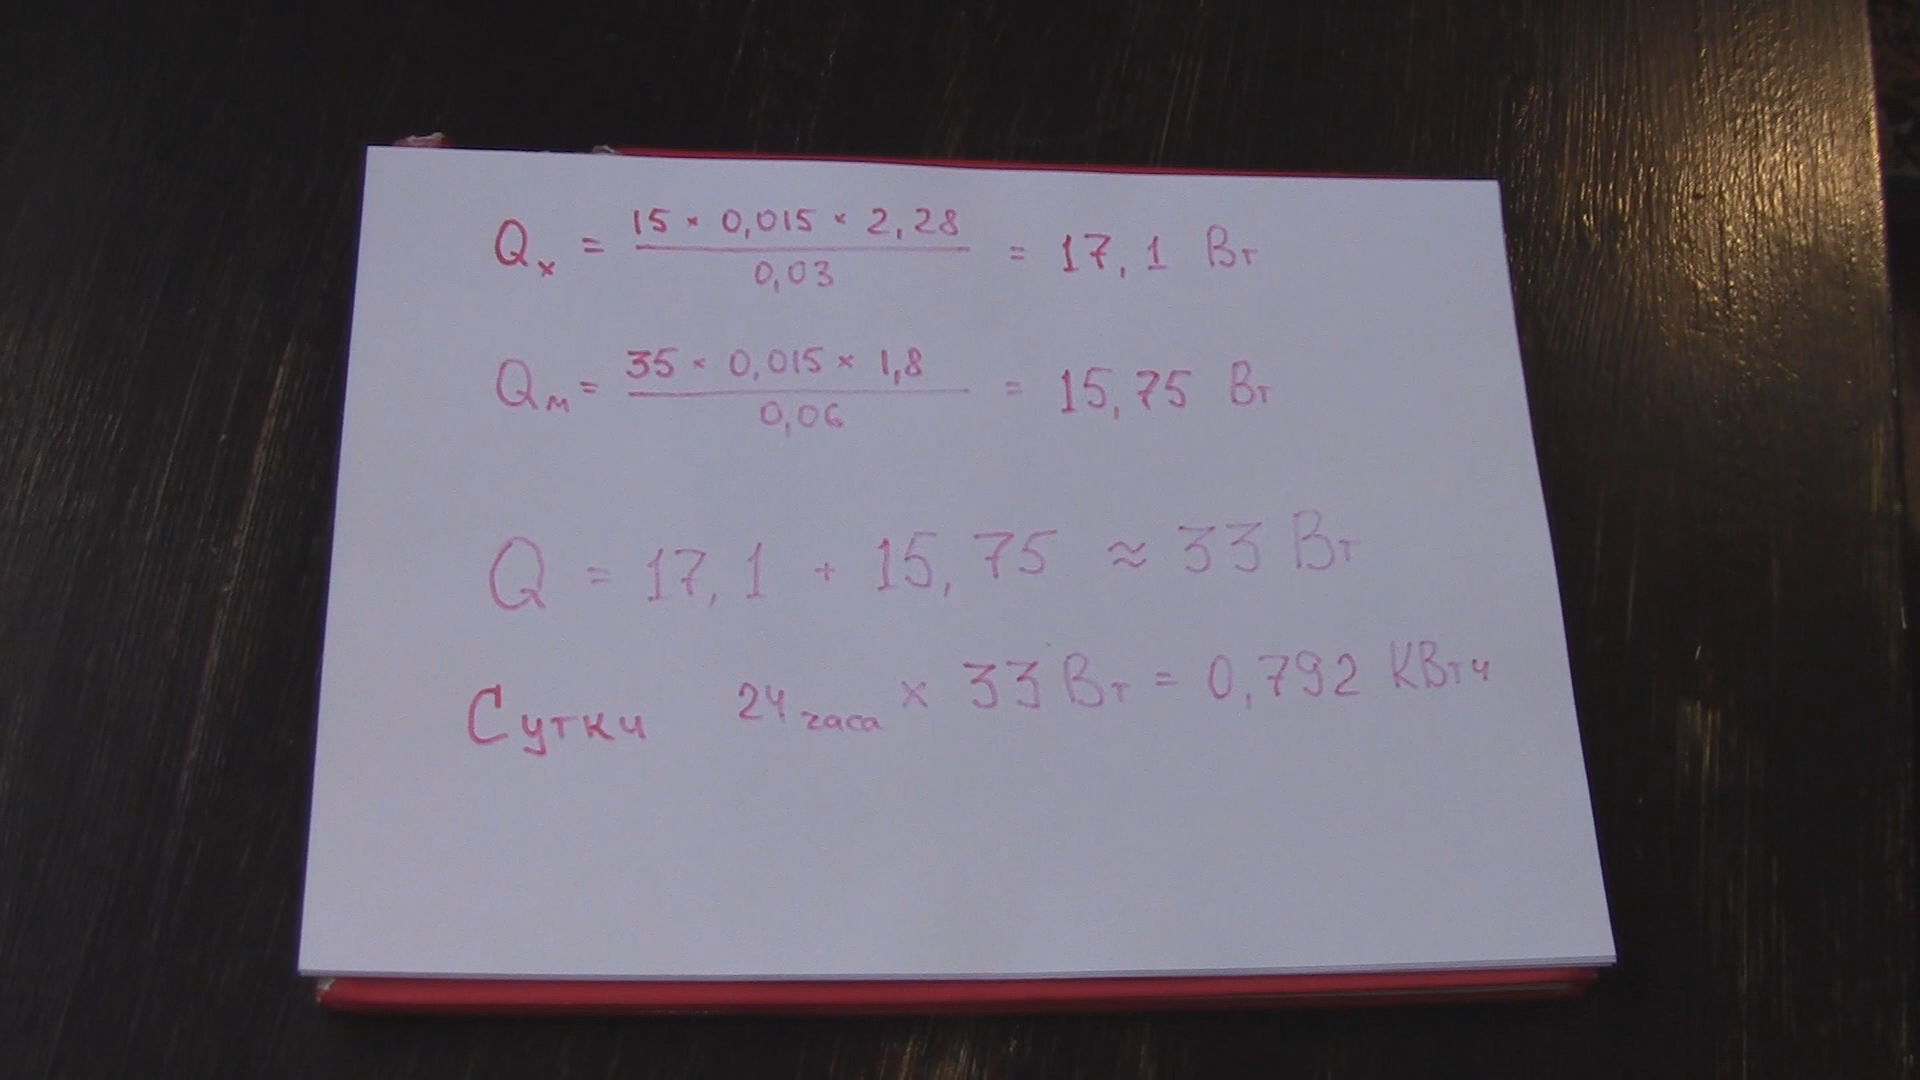 Qх = 15 × 0,015 × 2,28 / 0,03 = 17,1 Вт
Qм = 35 × 0,015 × 1,8 / 0,06 = 15,75 Вт
Q = 17,1 + 15,75 ≈ 33 Вт
Сутки 24 часа × 33 Вт = 0,792 КВтч